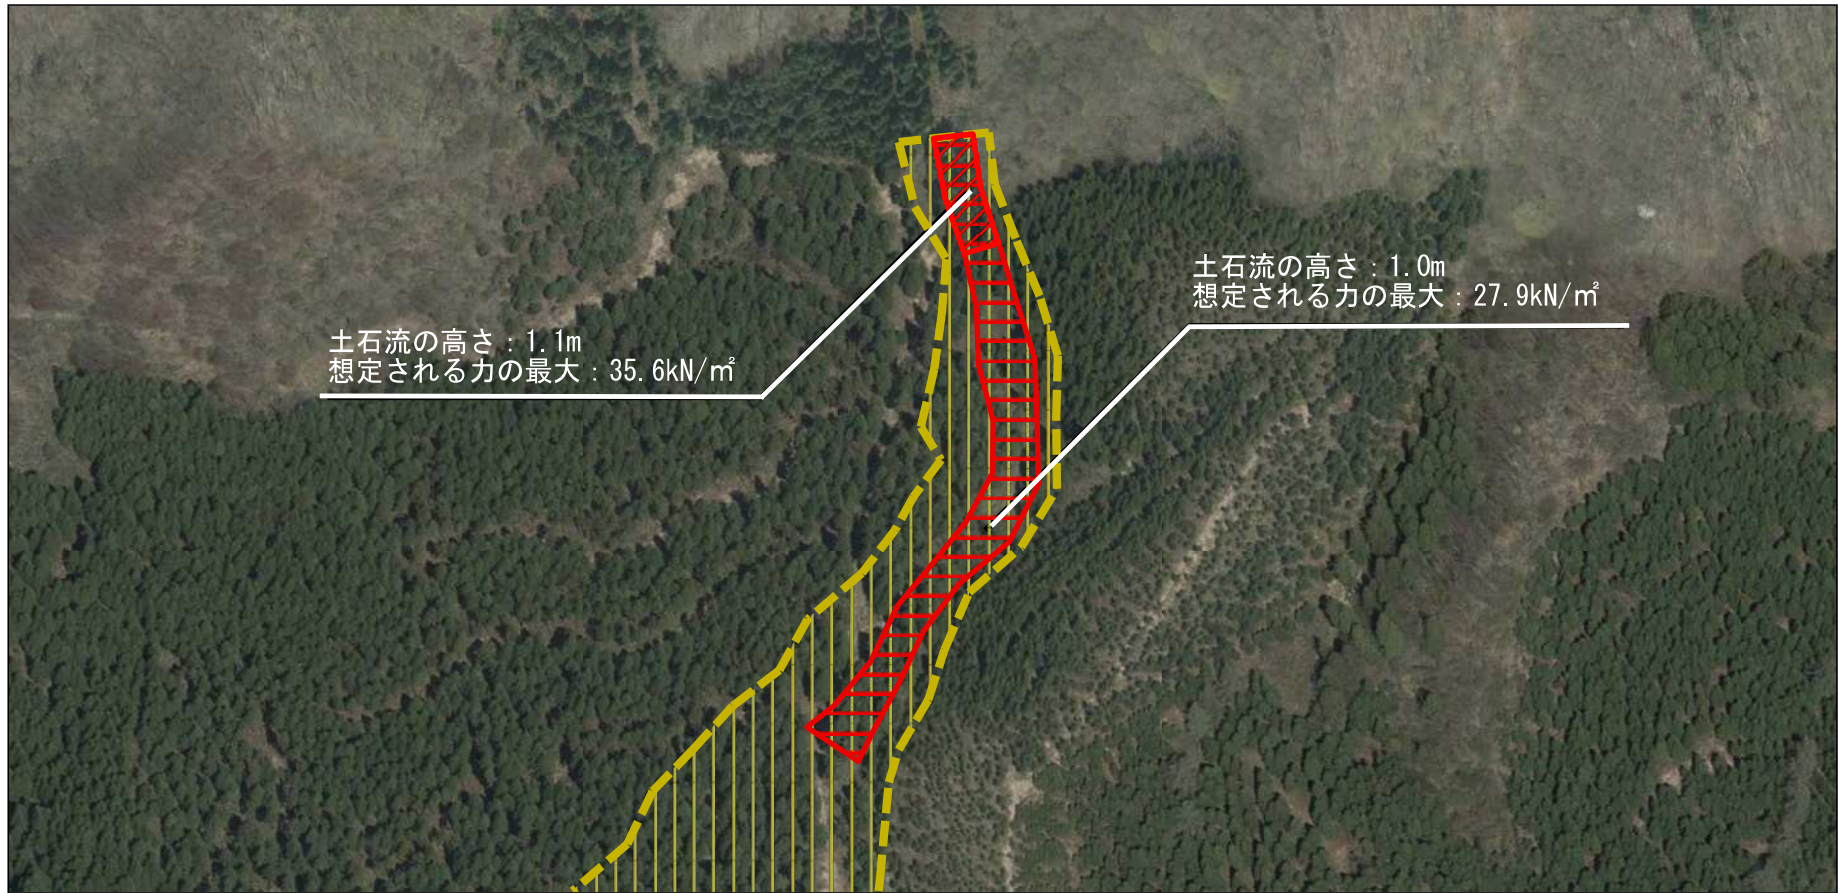 土石流の高さ：1.1m
想定される力の最大：35.6kN/㎡
土石流の高さ：1.0m
想定される力の最大：27.9kN/㎡